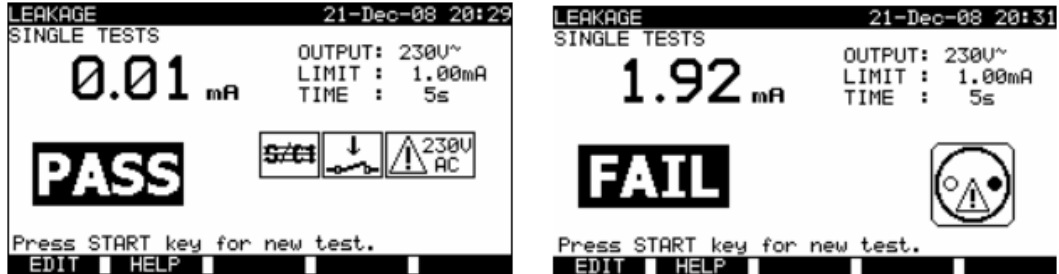 LEAKAGE 21-Dec-08 20:29
SINGLE TESTS
0.01 mA
OUTPUT: 230V~
LIMIT : 1.00mA
TIME : 5s
PASS
230V
AC
Press START key for new test.
EDIT HELP
LEAKAGE 21-Dec-08 20:31
SINGLE TESTS
1.92 mA
OUTPUT: 230V~
LIMIT : 1.00mA
TIME : 5s
FAIL
Press START key for new test.
EDIT HELP